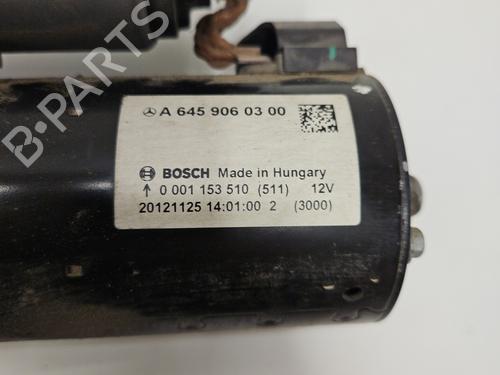 A 645 906 03 00
BOSCH Made in Hungary
↑ 0 001 153 510 (511) 12V
20121125 14:01:00 2 (3000)
B-PARTS